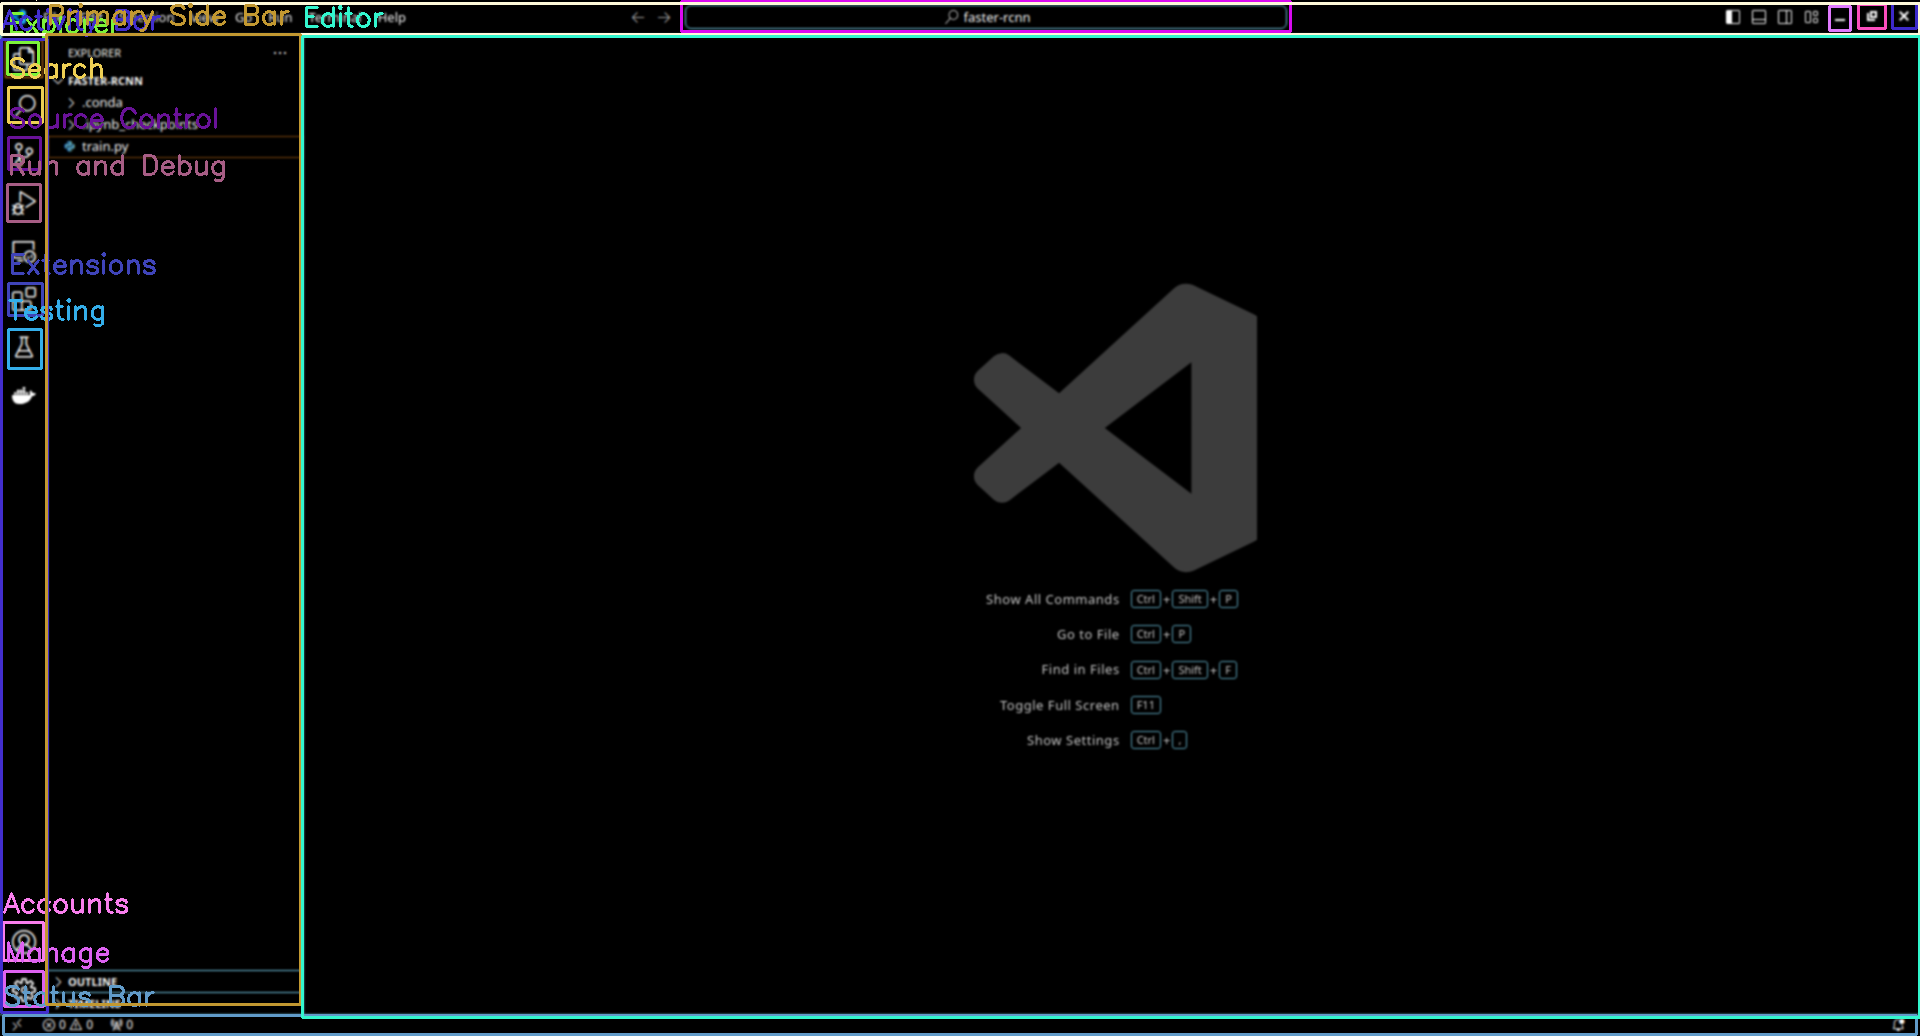 Explorer
Primary Side Bar
Editor
Help
faster-rcnn
EXPLORER
Search
FASTER-RCNN
.conda
Source Control
train.py
Run and Debug
Extensions
Testing
Show All Commands Ctrl + Shift + P
Go to File Ctrl + P
Find in Files Ctrl + Shift + F
Toggle Full Screen F11
Show Settings Ctrl + ,
Accounts
Manage
OUTLINE
Status Bar
0 0 0